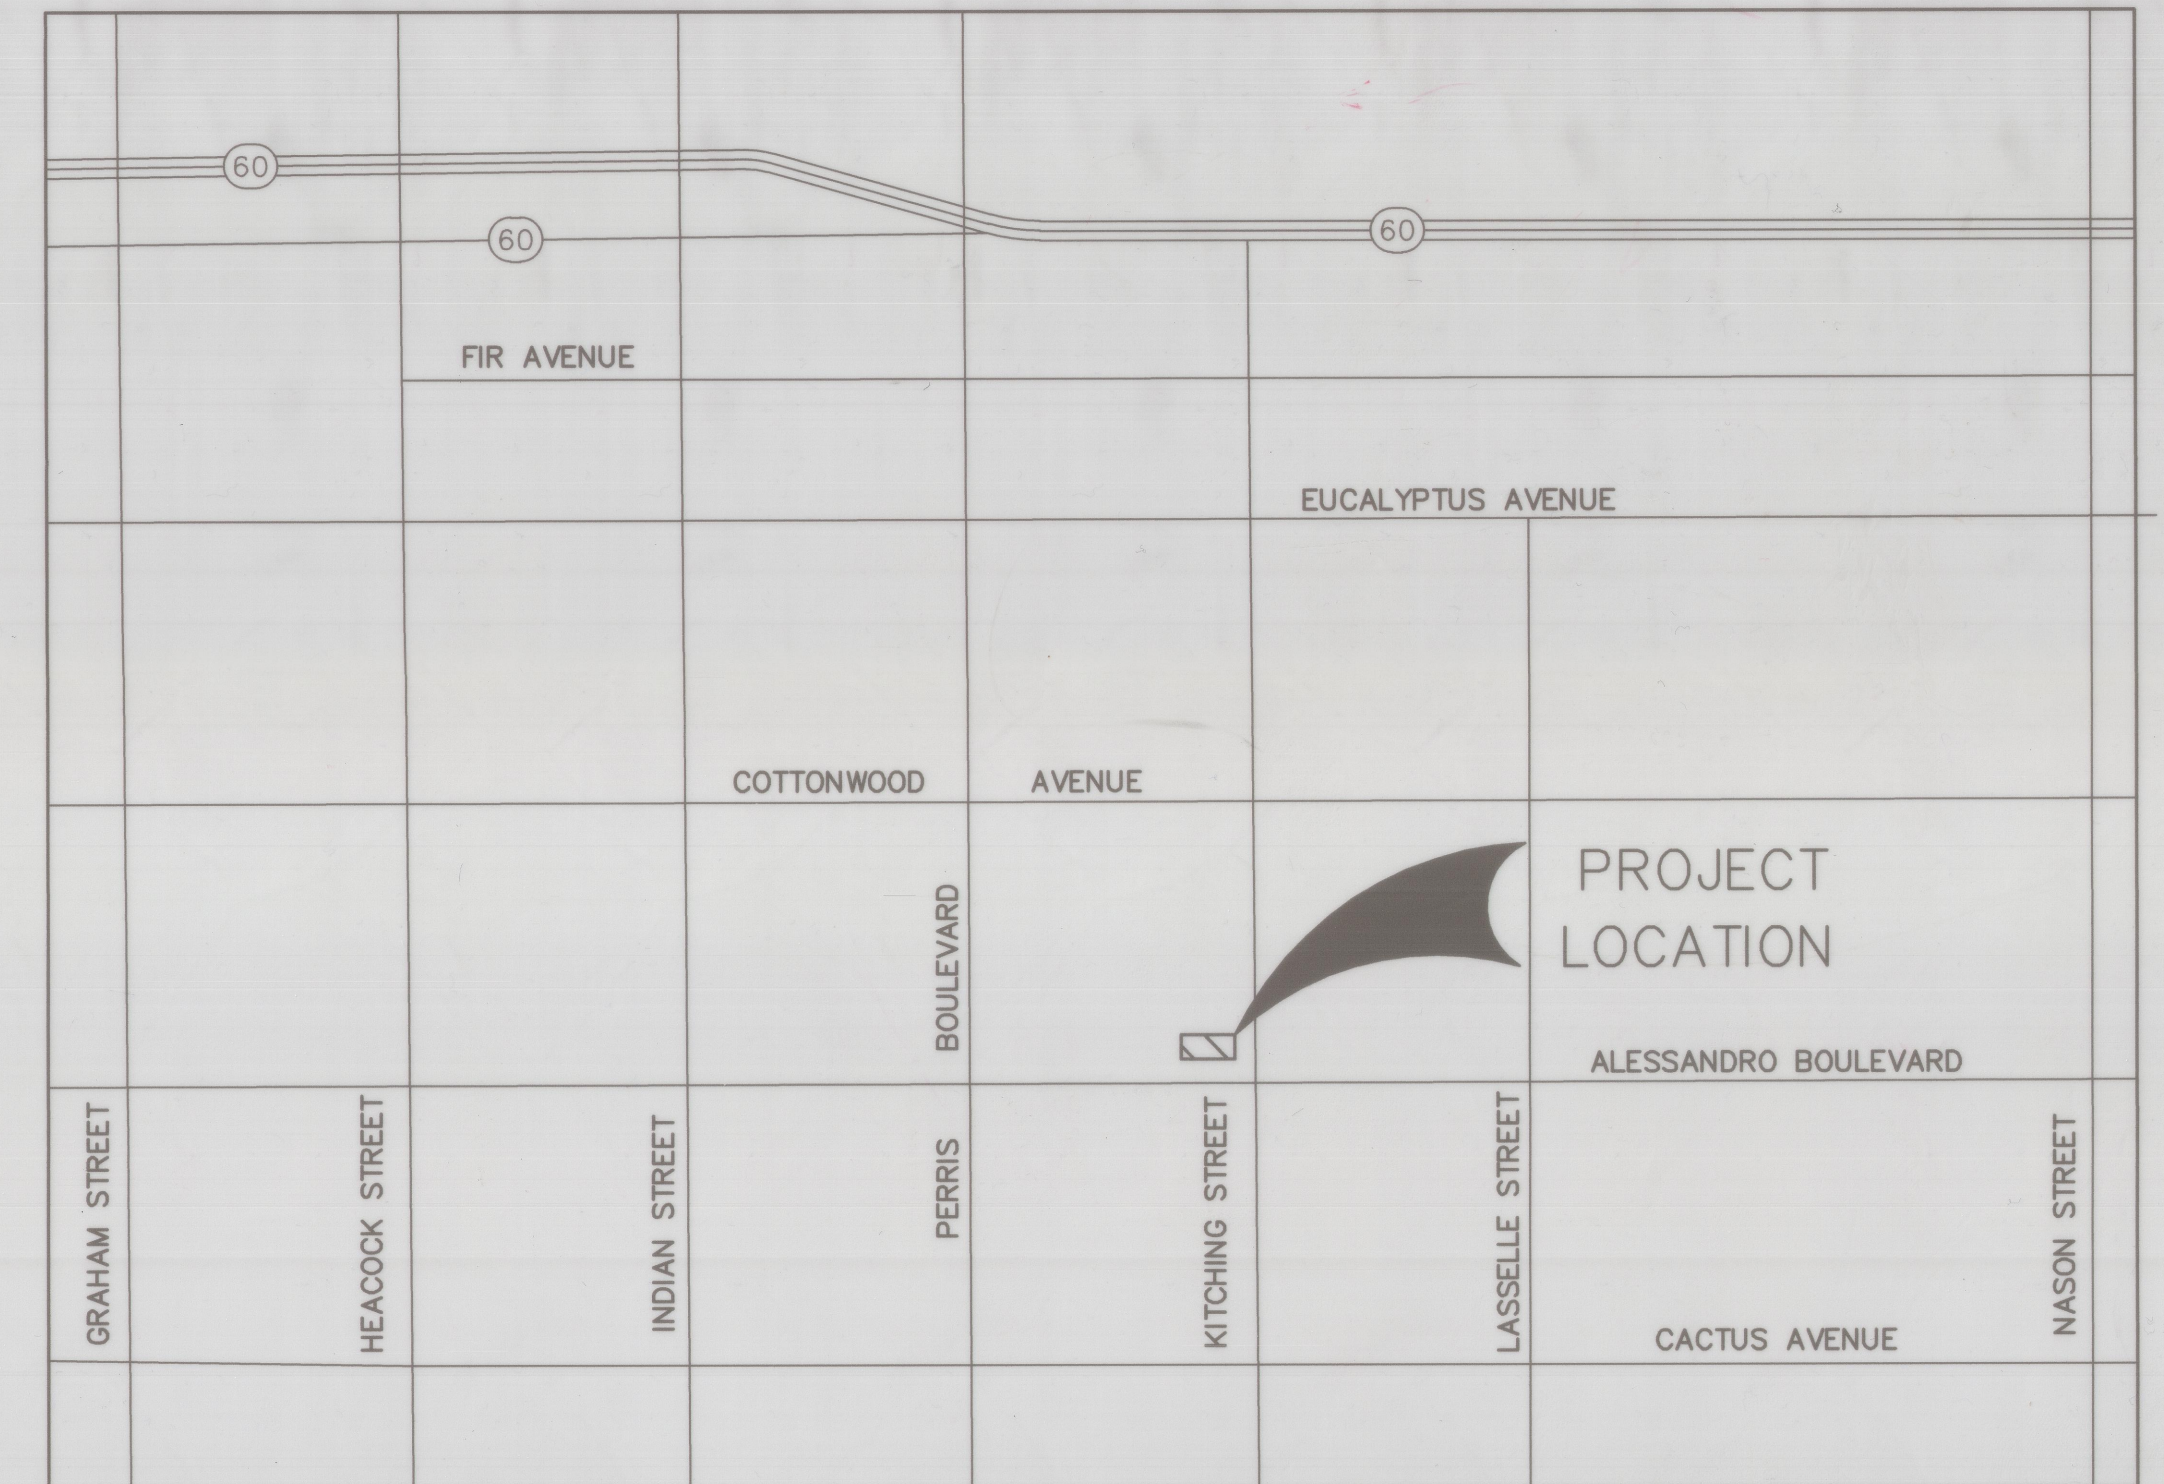 60
60
60
FIR AVENUE
EUCALYPTUS AVENUE
COTTONWOOD AVENUE
PROJECT
LOCATION
ALESSANDRO BOULEVARD
GRAHAM STREET
HEACOCK STREET
INDIAN STREET
PERRIS BOULEVARD
KITCHING STREET
LASSELLE STREET
NASON STREET
CACTUS AVENUE